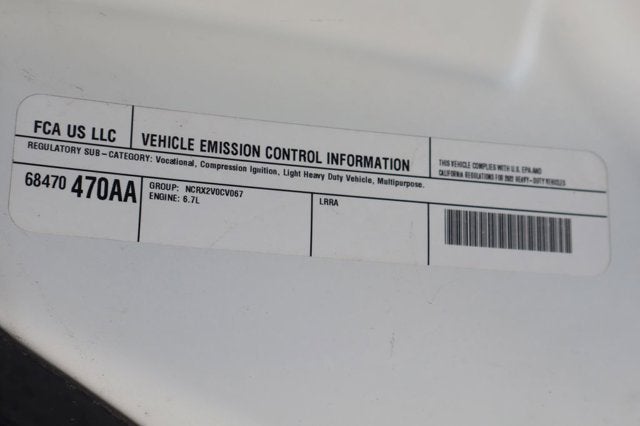 FCA US LLC
VEHICLE EMISSION CONTROL INFORMATION
THIS VEHICLE COMPLIES WITH U.S. EPA AND
CALIFORNIA REGULATIONS FOR 2022 HEAVY-DUTY VEHICLES
REGULATORY SUB-CATEGORY: Vocational, Compression Ignition, Light Heavy Duty Vehicle, Multipurpose.
68470 470AA
GROUP: NCRX2V0CV067
ENGINE: 6.7L
LRRA